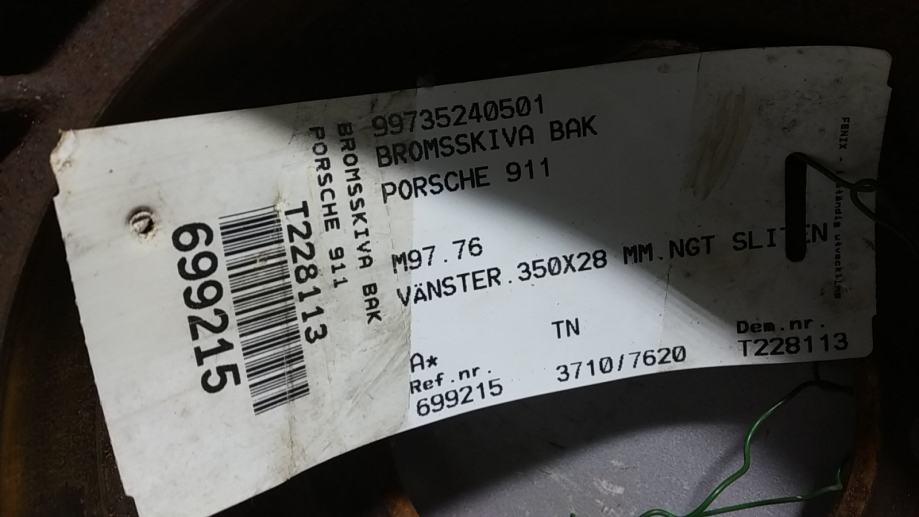 99735240501
BROMSSKIVA BAK
PORSCHE 911
M97.76
VÄNSTER.350X28 MM.NGT SLITEN
TN
A*
Ref.nr.
699215
3710/7620
Dem.nr.
T228113
BROMSSKIVA BAK
PORSCHE 911
T228113
699215
FENIX -